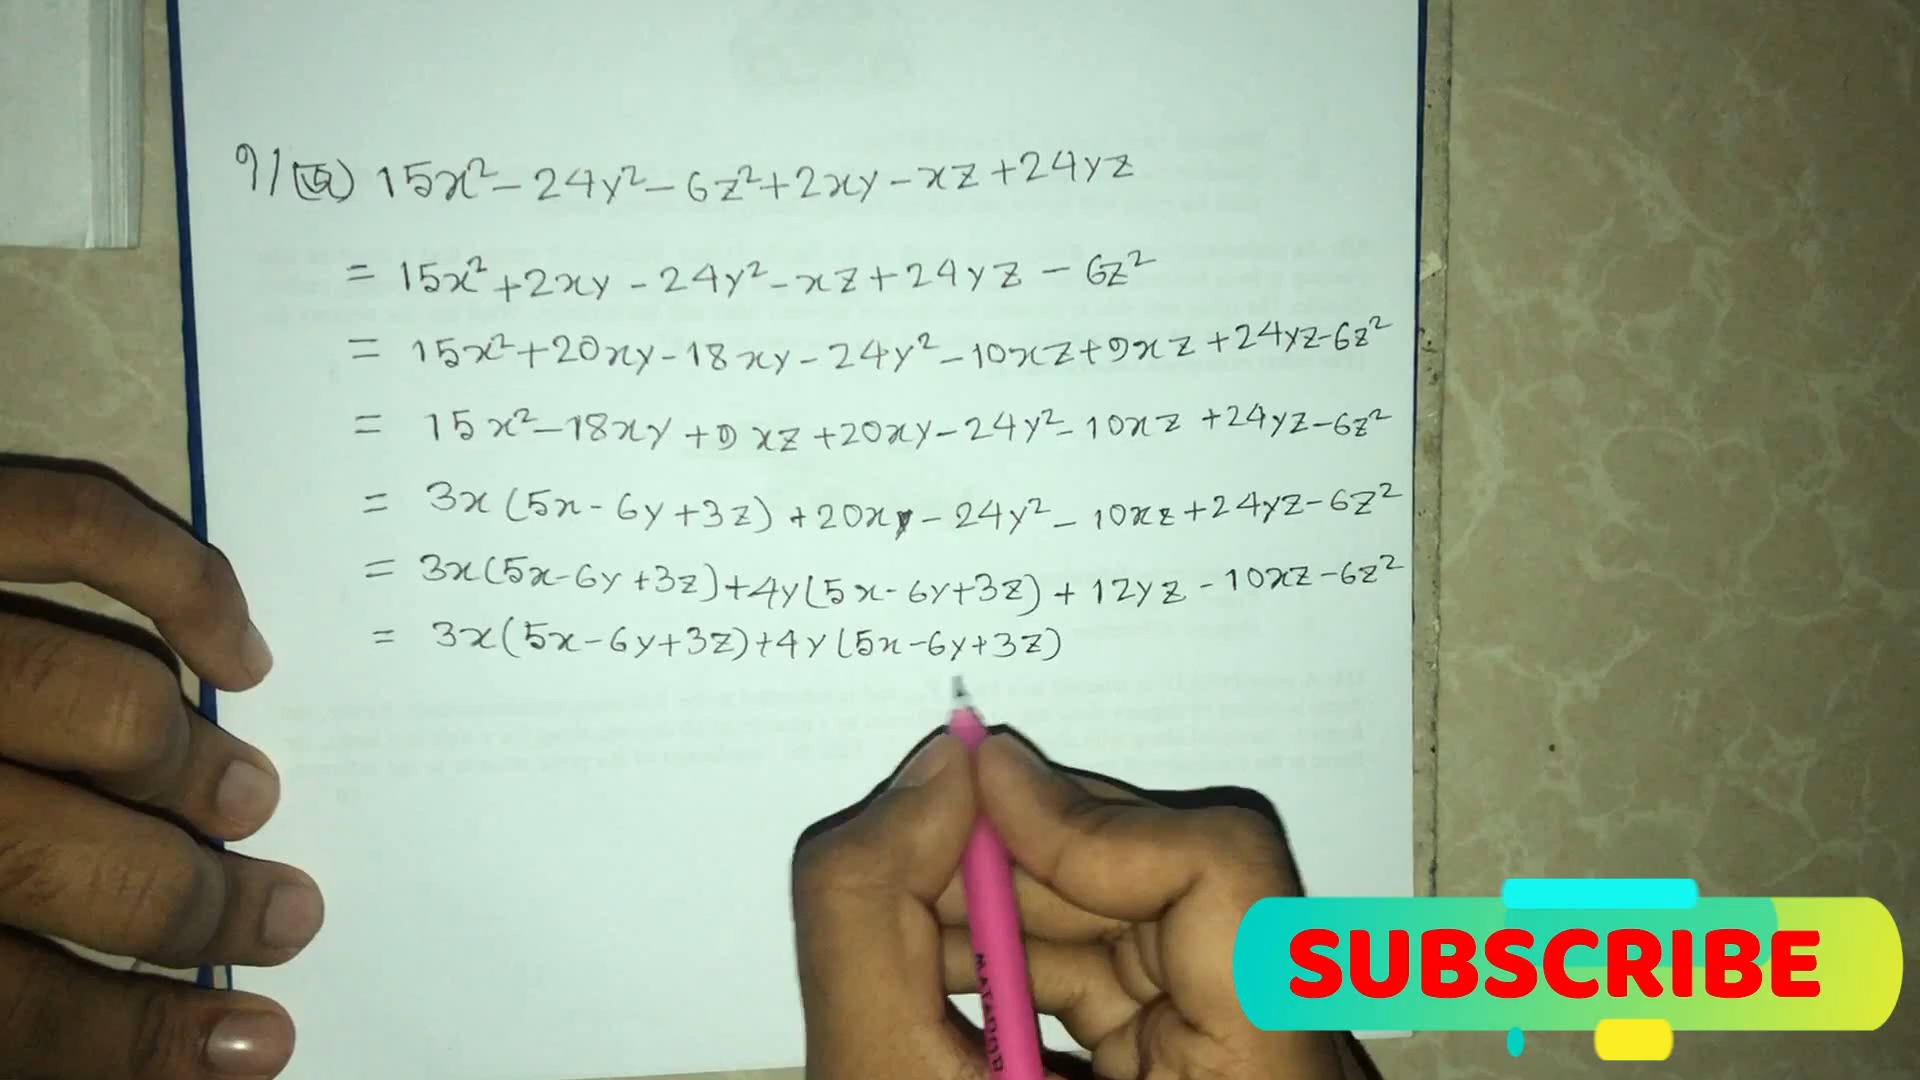 ৭।(ঙ) 15x²-24y²-6z²+2xy-xz+24yz
= 15x²+2xy-24y²-xz+24yz-6z²
= 15x²+20xy-18xy-24y²-10xz+9xz+24yz-6z²
= 15x²-18xy+9xz+20xy-24y²-10xz+24yz-6z²
= 3x(5x-6y+3z)+20xy-24y²-10xz+24yz-6z²
= 3x(5x-6y+3z)+4y(5x-6y+3z)+12yz-10xz-6z²
= 3x(5x-6y+3z)+4y(5x-6y+3z)
MATADOR
SUBSCRIBE